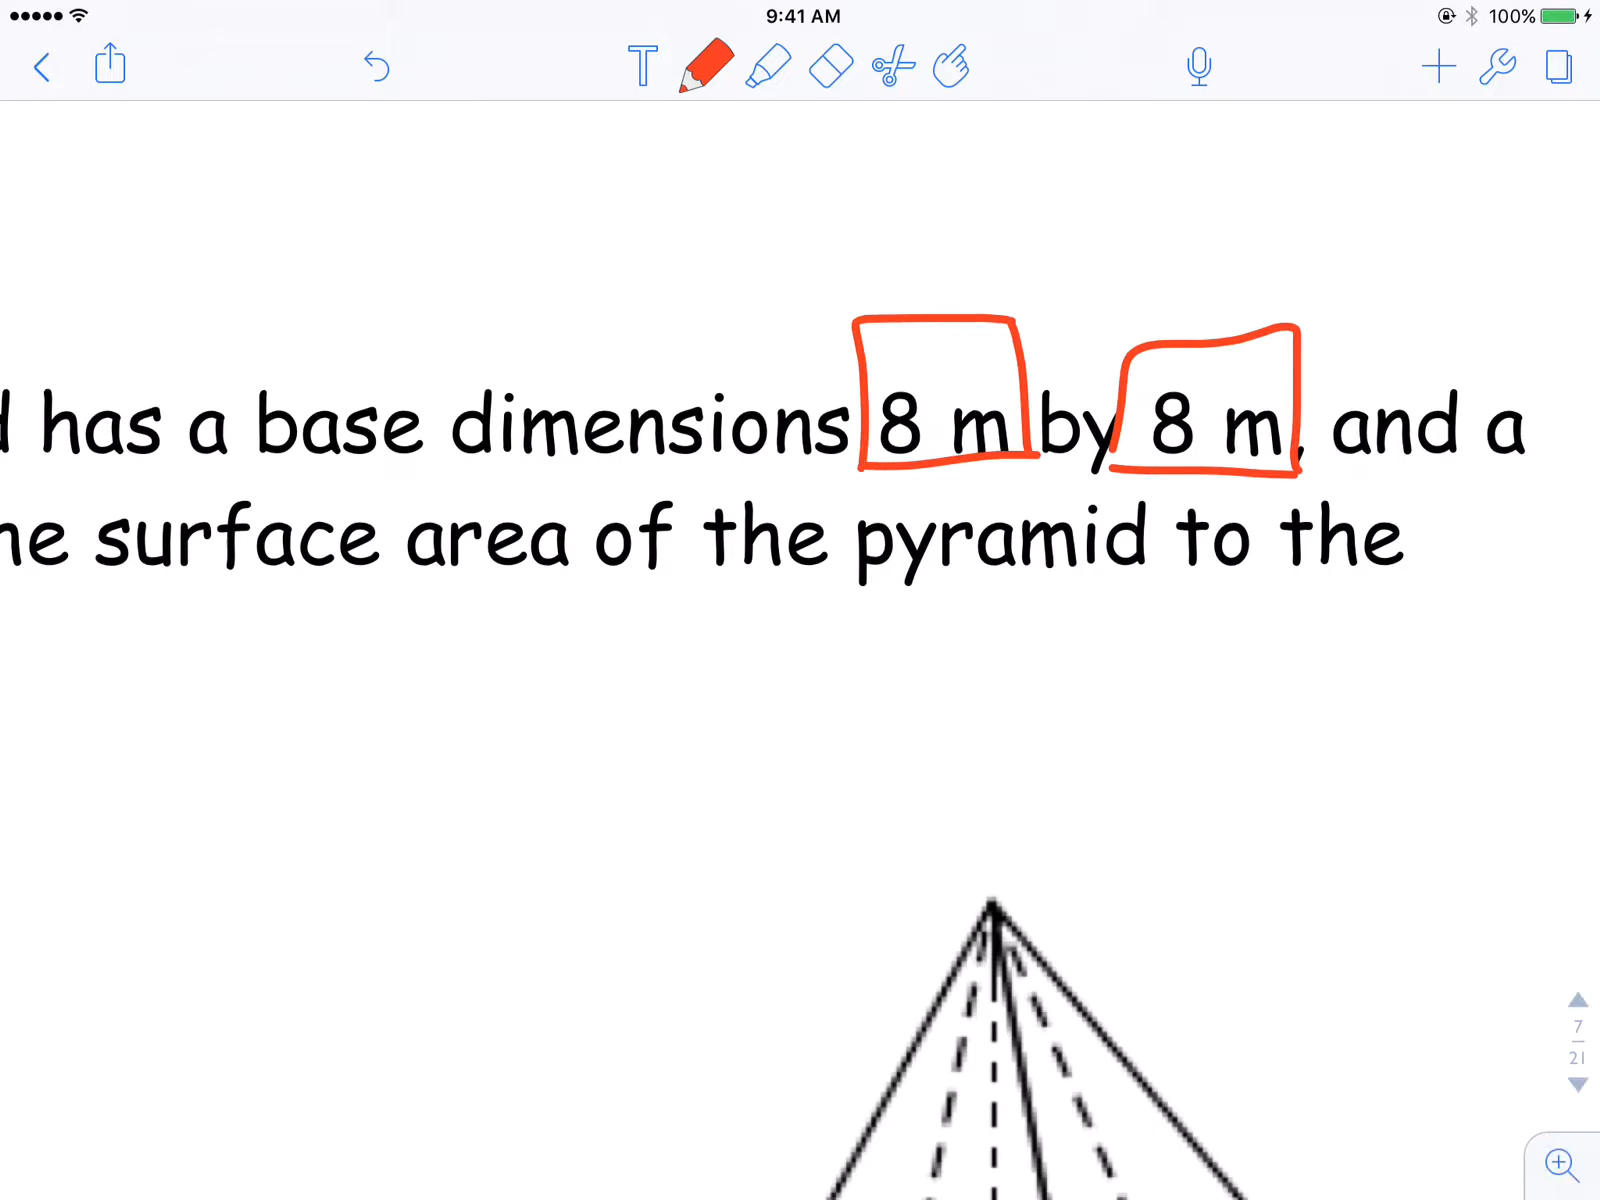 9:41 AM
100%
T
has a base dimensions 8 m by 8 m, and a
surface area of the pyramid to the
7
21